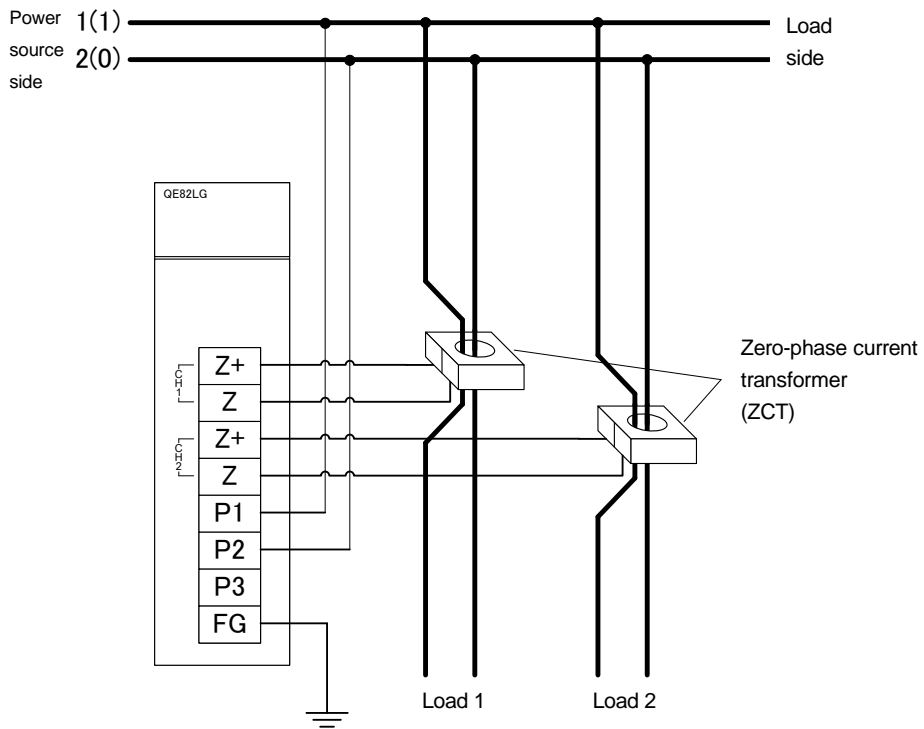 Power
source
side
1(1)
2(0)
Load
side
QE82LG
CH1
Z+
Z
CH2
Z+
Z
P1
P2
P3
FG
Zero-phase current
transformer
(ZCT)
Load 1
Load 2